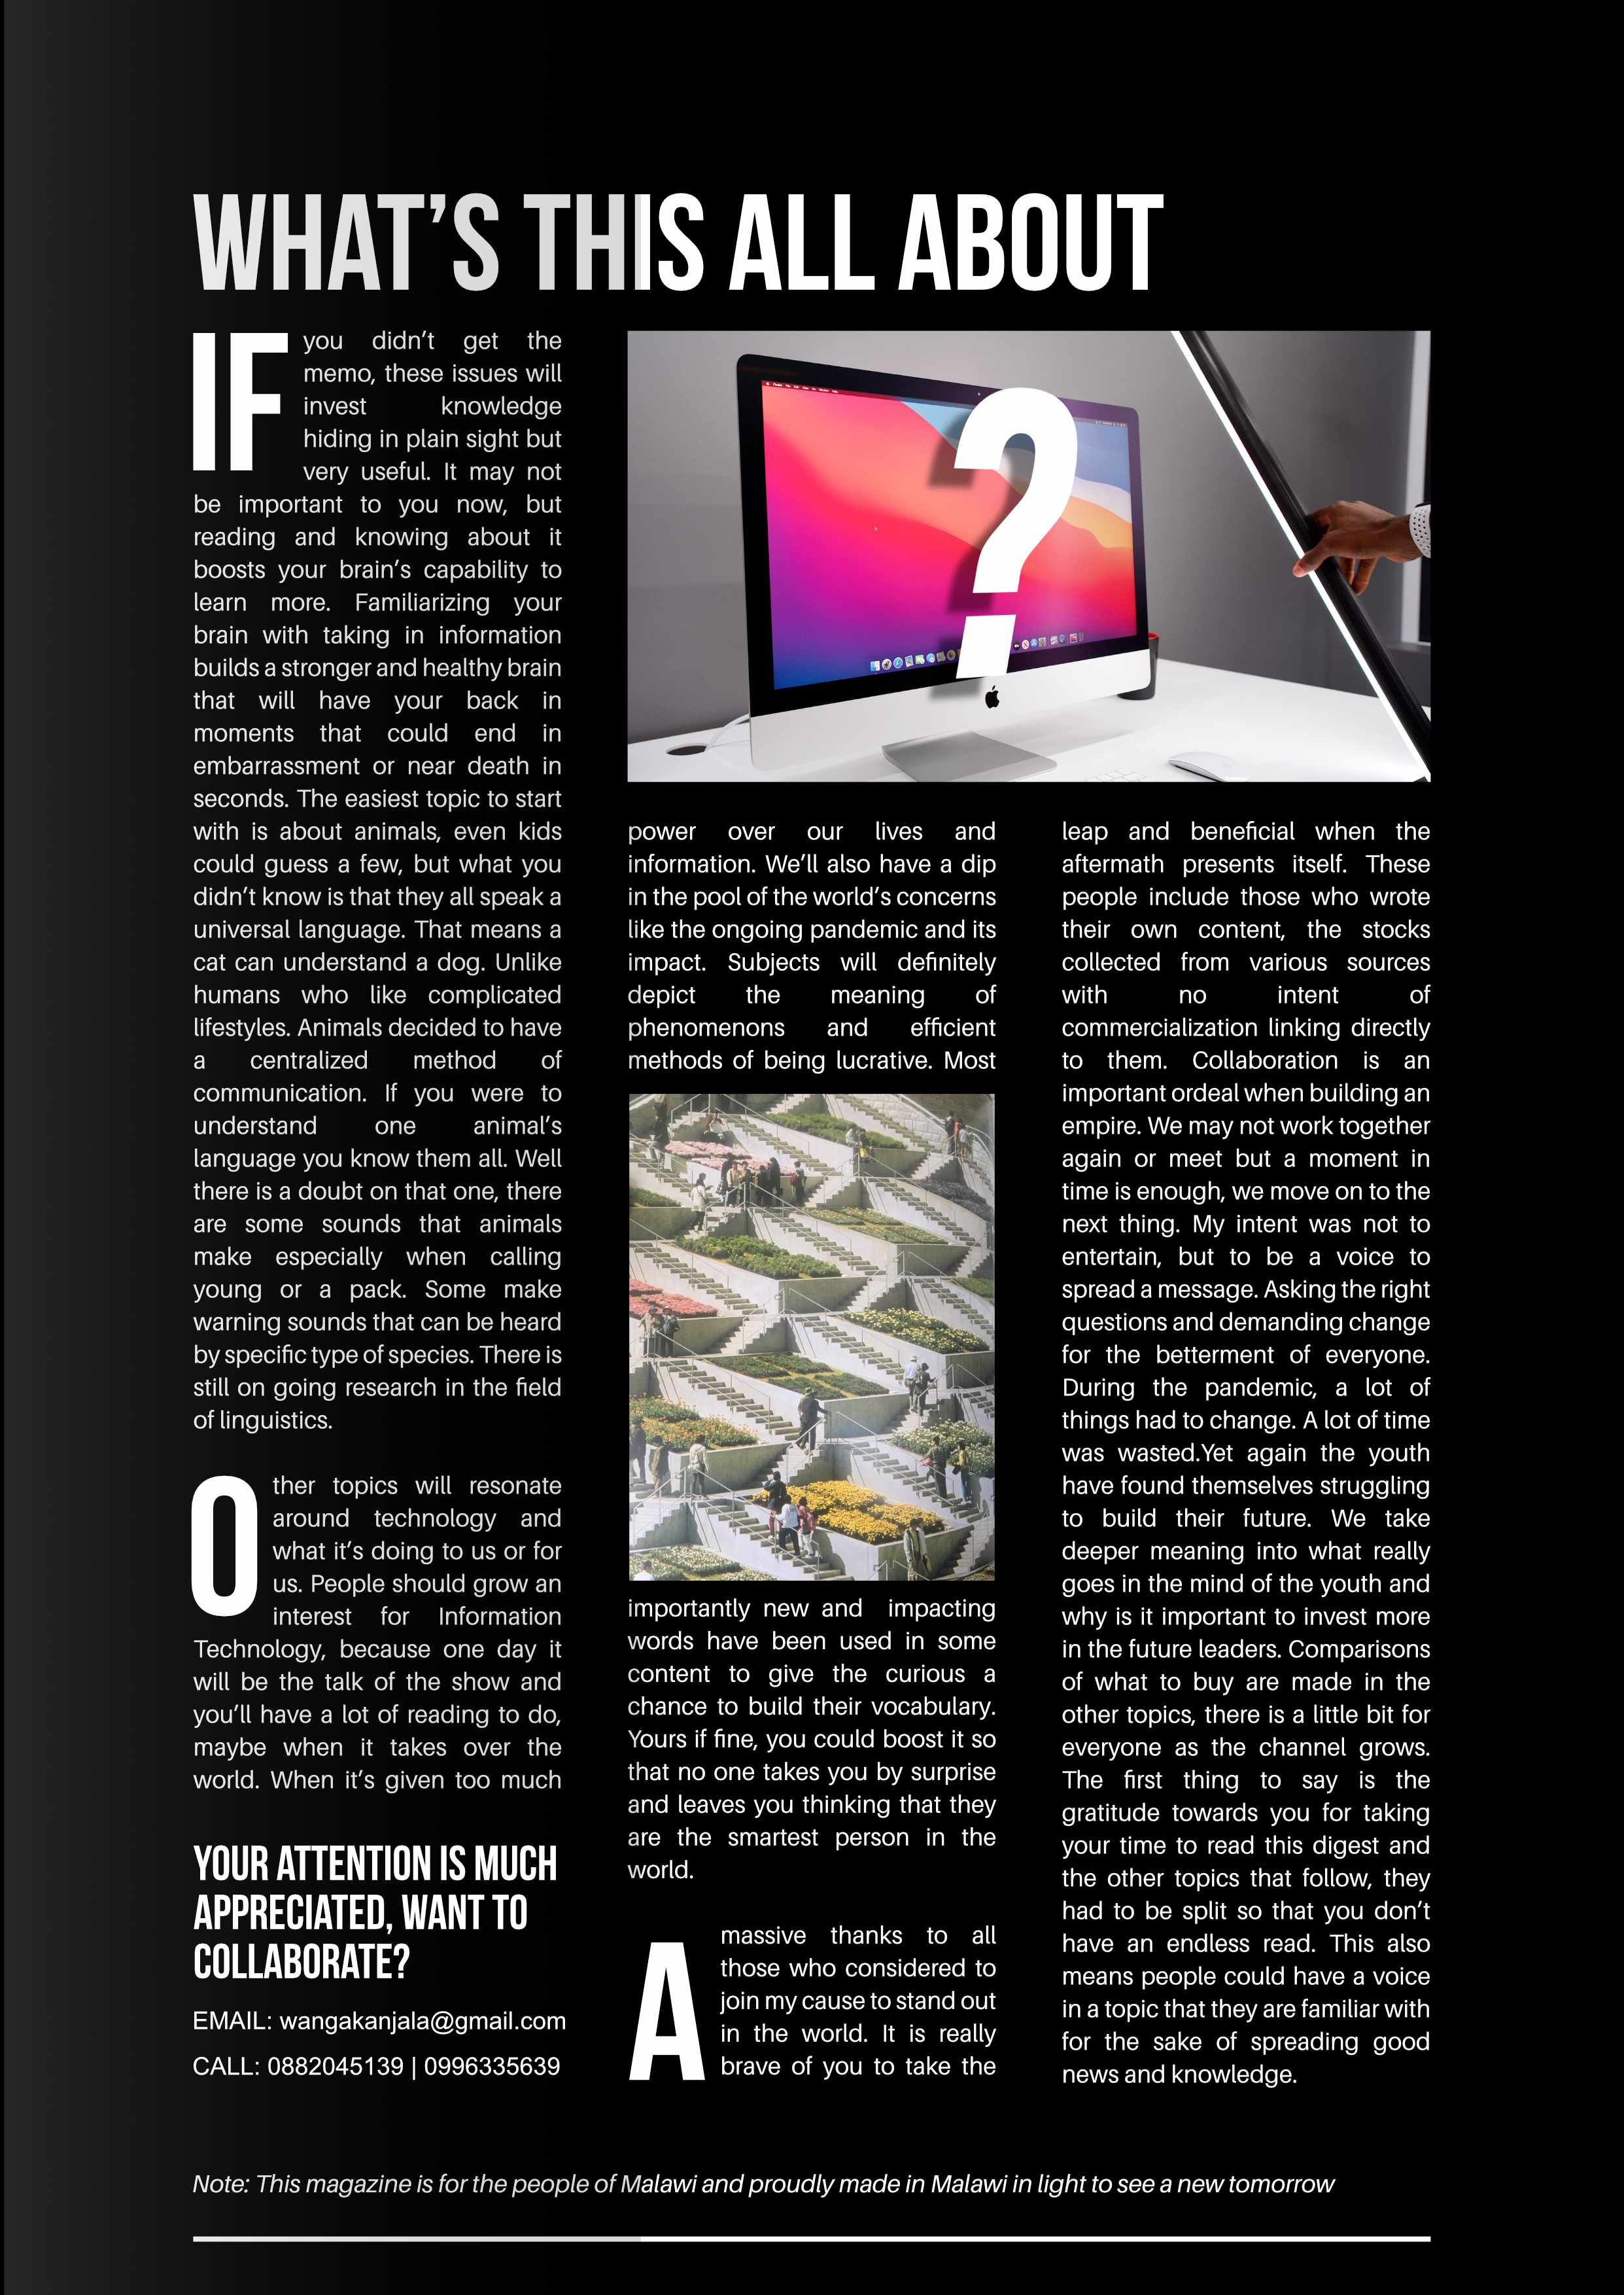 WHAT'S THIS ALL ABOUT
IF you didn't get the
memo, these issues will
invest knowledge
hiding in plain sight but
very useful. It may not
be important to you now, but
reading and knowing about it
boosts your brain's capability to
learn more. Familiarizing your
brain with taking in information
builds a stronger and healthy brain
that will have your back in
moments that could end in
embarrassment or near death in
seconds. The easiest topic to start
with is about animals, even kids
could guess a few, but what you
didn't know is that they all speak a
universal language. That means a
cat can understand a dog. Unlike
humans who like complicated
lifestyles. Animals decided to have
a centralized method of
communication. If you were to
understand one animal's
language you know them all. Well
there is a doubt on that one, there
are some sounds that animals
make especially when calling
young or a pack. Some make
warning sounds that can be heard
by specific type of species. There is
still on going research in the field
of linguistics.
Other topics will resonate
around technology and
what it's doing to us or for
us. People should grow an
interest for Information
Technology, because one day it
will be the talk of the show and
you'll have a lot of reading to do,
maybe when it takes over the
world. When it's given too much
power over our lives and
information. We'll also have a dip
in the pool of the world's concerns
like the ongoing pandemic and its
impact. Subjects will definitely
depict the meaning of
phenomenons and efficient
methods of being lucrative. Most
importantly new and impacting
words have been used in some
content to give the curious a
chance to build their vocabulary.
Yours if fine, you could boost it so
that no one takes you by surprise
and leaves you thinking that they
are the smartest person in the
world.
A massive thanks to all
those who considered to
join my cause to stand out
in the world. It is really
brave of you to take the
leap and beneficial when the
aftermath presents itself. These
people include those who wrote
their own content, the stocks
collected from various sources
with no intent of
commercialization linking directly
to them. Collaboration is an
important ordeal when building an
empire. We may not work together
again or meet but a moment in
time is enough, we move on to the
next thing. My intent was not to
entertain, but to be a voice to
spread a message. Asking the right
questions and demanding change
for the betterment of everyone.
During the pandemic, a lot of
things had to change. A lot of time
was wasted.Yet again the youth
have found themselves struggling
to build their future. We take
deeper meaning into what really
goes in the mind of the youth and
why is it important to invest more
in the future leaders. Comparisons
of what to buy are made in the
other topics, there is a little bit for
everyone as the channel grows.
The first thing to say is the
gratitude towards you for taking
your time to read this digest and
the other topics that follow, they
had to be split so that you don't
have an endless read. This also
means people could have a voice
in a topic that they are familiar with
for the sake of spreading good
news and knowledge.
YOUR ATTENTION IS MUCH
APPRECIATED, WANT TO
COLLABORATE?
EMAIL: wangakanjala@gmail.com
CALL: 0882045139 | 0996335639
?
Note: This magazine is for the people of Malawi and proudly made in Malawi in light to see a new tomorrow